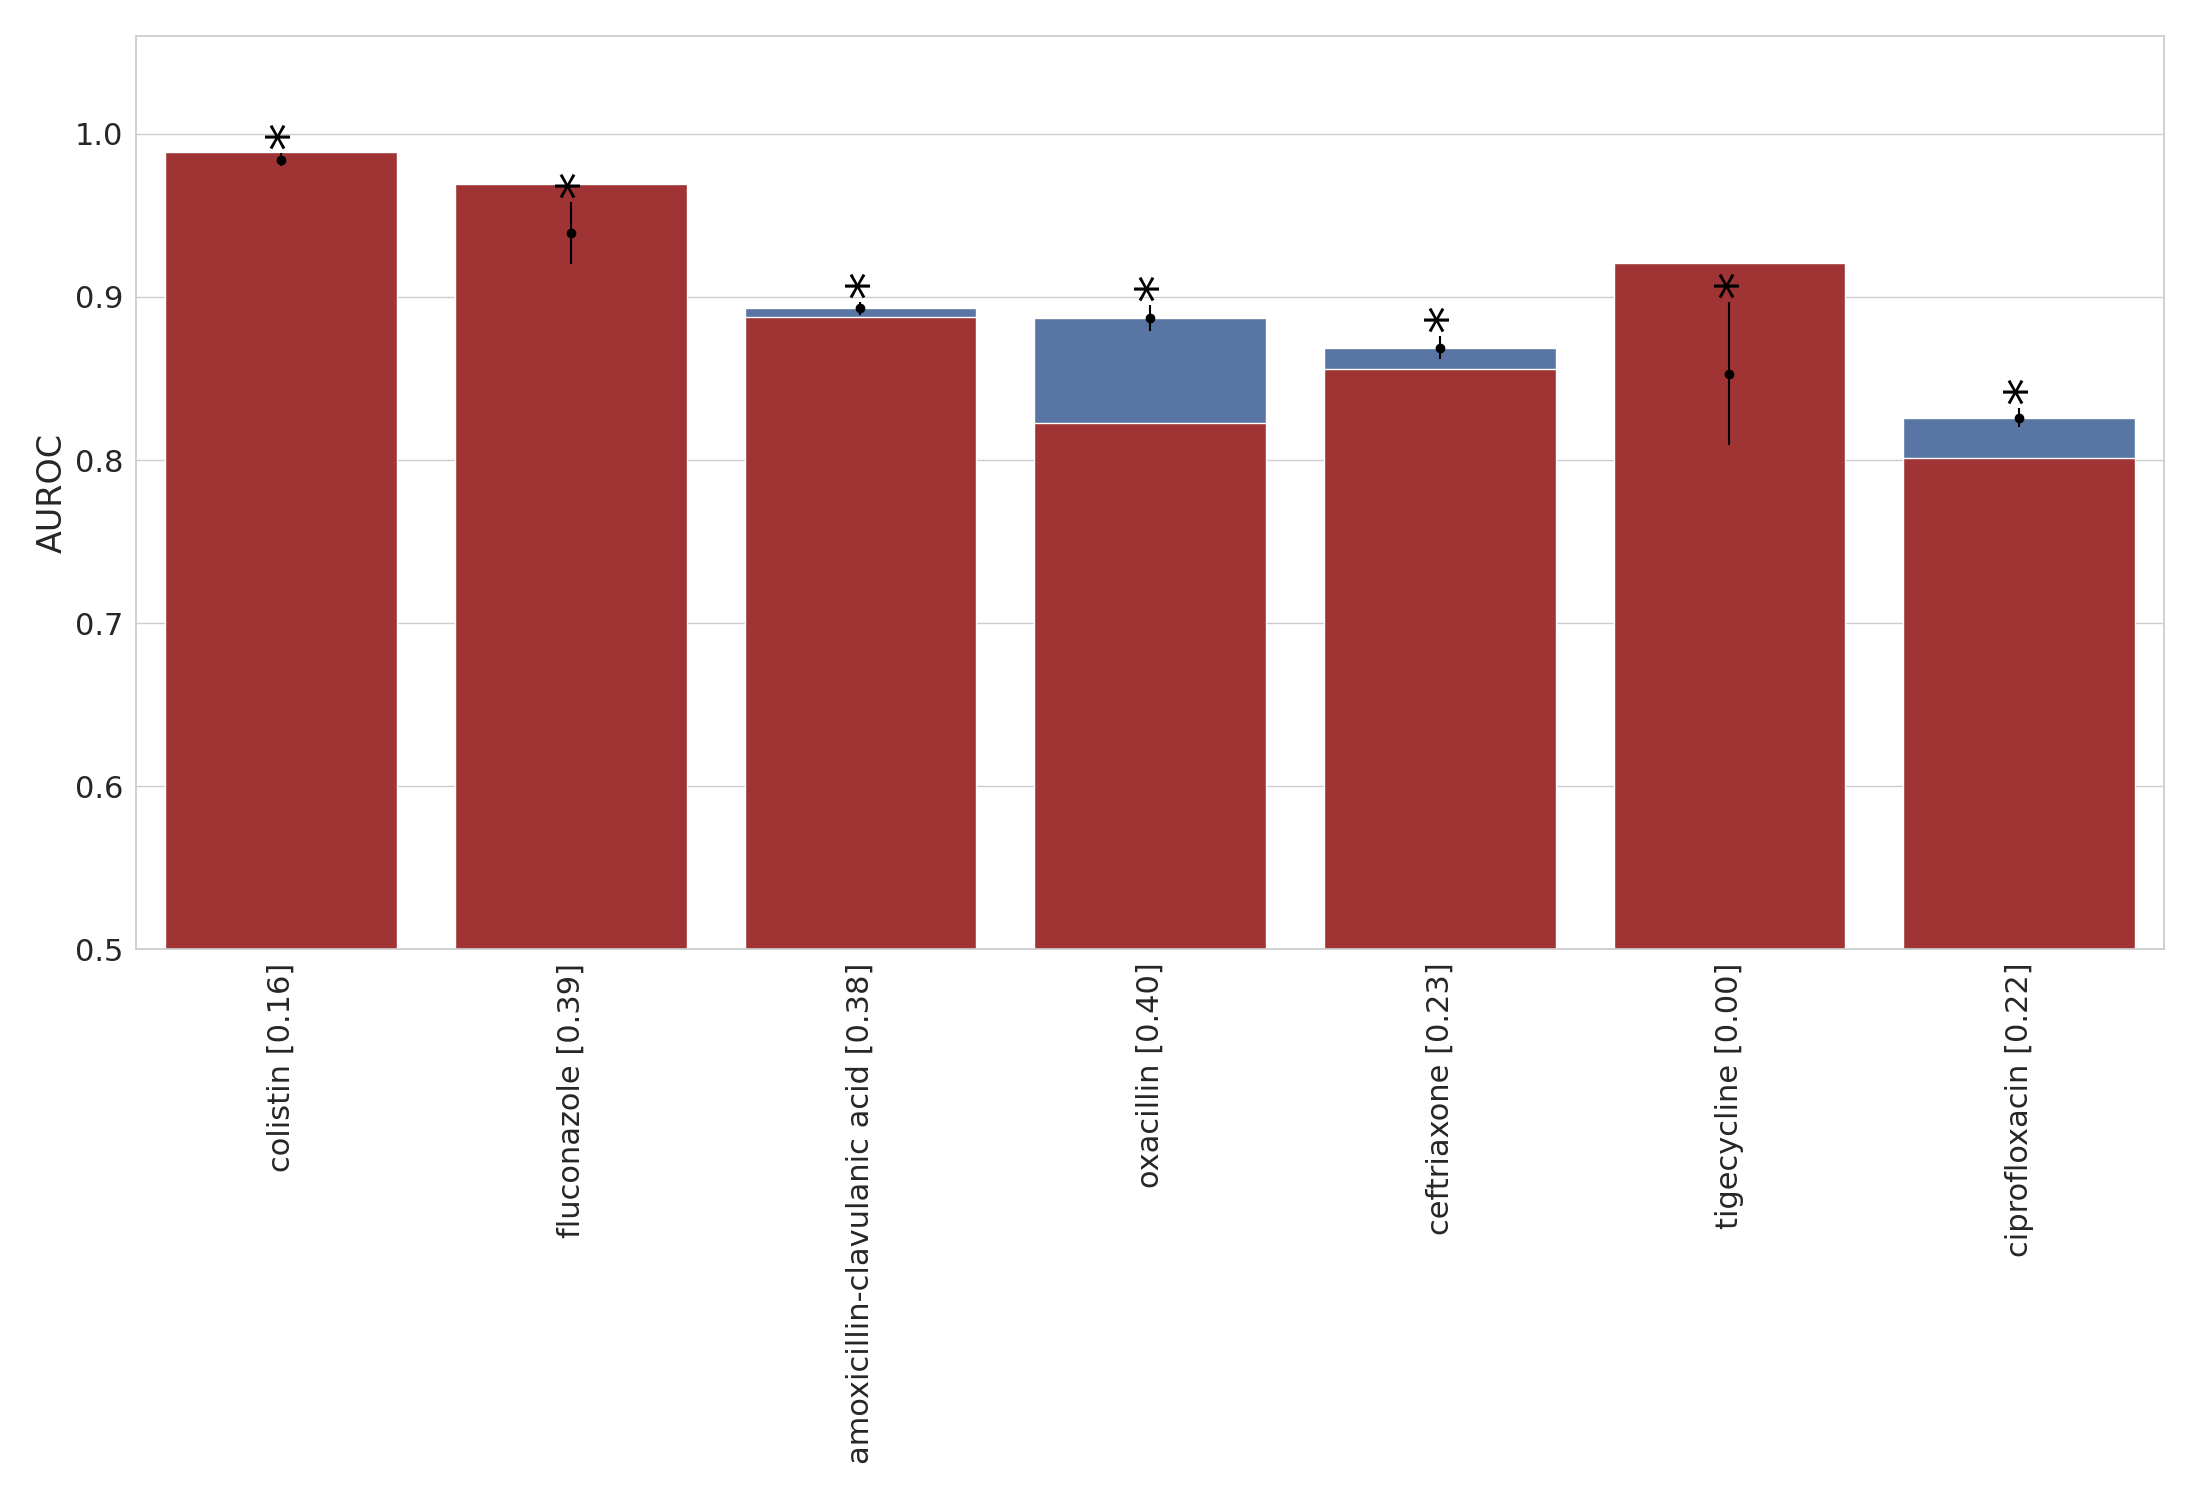 AUROC
1.0
0.9
0.8
0.7
0.6
0.5
*
*
*
*
*
*
*
colistin [0.16]
fluconazole [0.39]
amoxicillin-clavulanic acid [0.38]
oxacillin [0.40]
ceftriaxone [0.23]
tigecycline [0.00]
ciprofloxacin [0.22]